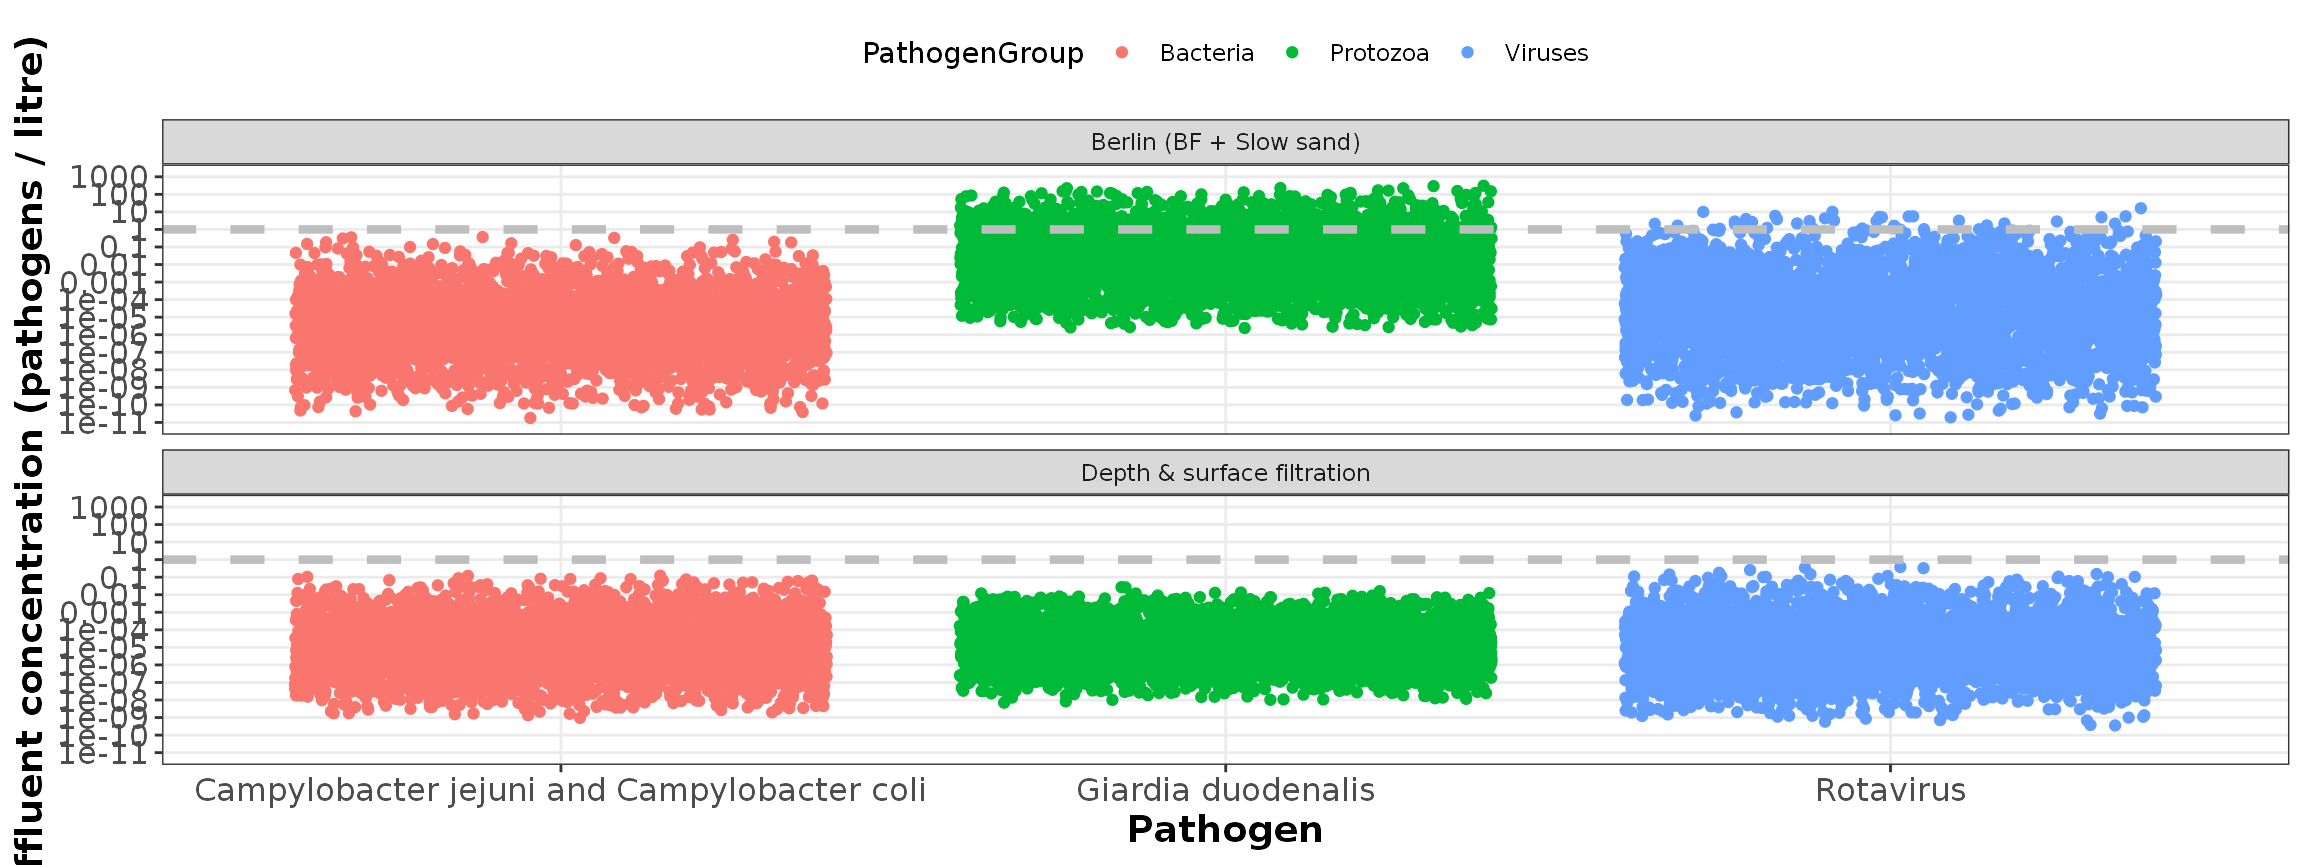 PathogenGroup Bacteria Protozoa Viruses
Berlin (BF + Slow sand)
1000
100
10
1
0.1
0.01
0.001
1e-04
1e-05
1e-06
1e-07
1e-08
1e-09
1e-10
1e-11
Depth & surface filtration
1000
100
10
1
0.1
0.01
0.001
1e-04
1e-05
1e-06
1e-07
1e-08
1e-09
1e-10
1e-11
ffluent concentration (pathogens / litre)
Campylobacter jejuni and Campylobacter coli Giardia duodenalis Rotavirus
Pathogen